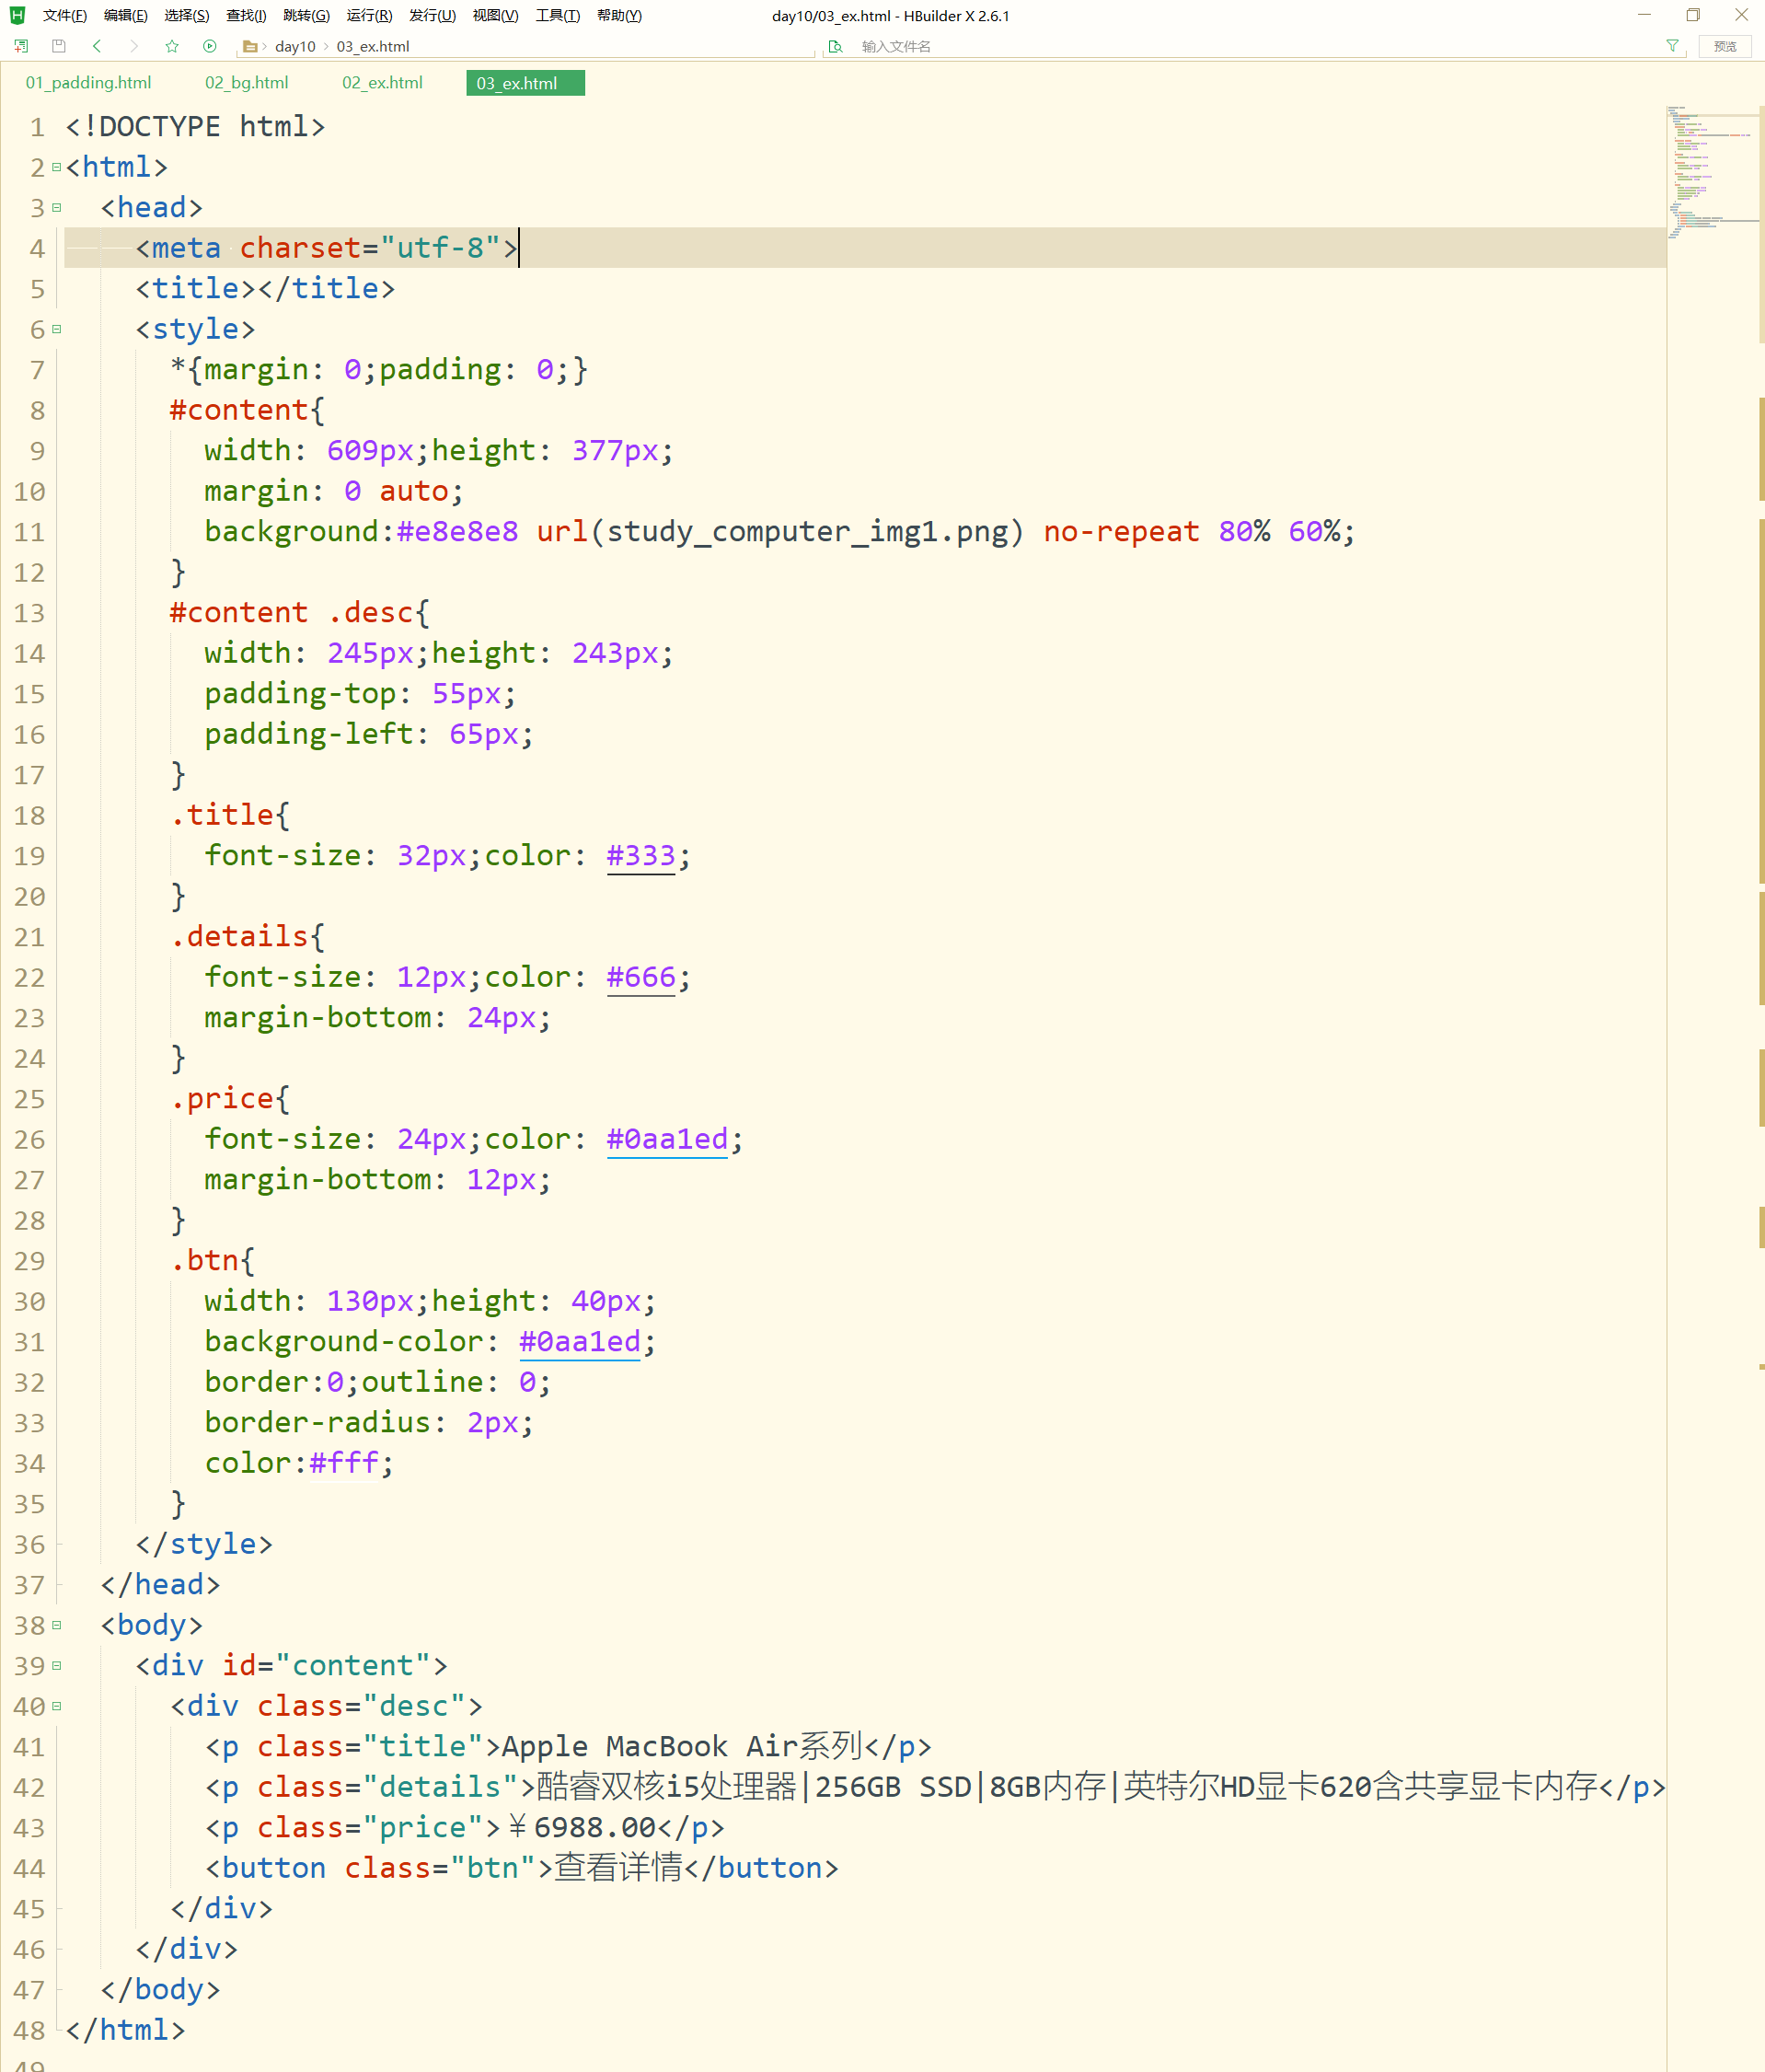 文件(F) 编辑(E) 选择(S) 查找(I) 跳转(G) 运行(R) 发行(U) 视图(V) 工具(T) 帮助(Y) day10/03_ex.html - HBuilder X 2.6.1
day10 03_ex.html 输入文件名 预览
01_padding.html 02_bg.html 02_ex.html 03_ex.html
1 <!DOCTYPE html>
2 <html>
3 <head>
4 <meta charset="utf-8">
5 <title></title>
6 <style>
7 *{margin: 0;padding: 0;}
8 #content{
9 width: 609px;height: 377px;
10 margin: 0 auto;
11 background:#e8e8e8 url(study_computer_img1.png) no-repeat 80% 60%;
12 }
13 #content .desc{
14 width: 245px;height: 243px;
15 padding-top: 55px;
16 padding-left: 65px;
17 }
18 .title{
19 font-size: 32px;color: #333;
20 }
21 .details{
22 font-size: 12px;color: #666;
23 margin-bottom: 24px;
24 }
25 .price{
26 font-size: 24px;color: #0aa1ed;
27 margin-bottom: 12px;
28 }
29 .btn{
30 width: 130px;height: 40px;
31 background-color: #0aa1ed;
32 border:0;outline: 0;
33 border-radius: 2px;
34 color:#fff;
35 }
36 </style>
37 </head>
38 <body>
39 <div id="content">
40 <div class="desc">
41 <p class="title">Apple MacBook Air系列</p>
42 <p class="details">酷睿双核i5处理器|256GB SSD|8GB内存|英特尔HD显卡620含共享显卡内存</p>
43 <p class="price">￥6988.00</p>
44 <button class="btn">查看详情</button>
45 </div>
46 </div>
47 </body>
48 </html>
49